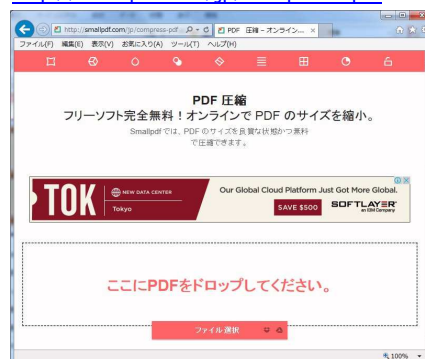 http://smallpdf.com/jp/compress-pdf
PDF 圧縮 - オンライン...
ファイル(F) 編集(E) 表示(V) お気に入り(A) ツール(T) ヘルプ(H)
PDF 圧縮
フリーソフト完全無料！オンラインで PDF のサイズを縮小。
Smallpdf では、PDF のサイズを良質な状態かつ無料
で圧縮できます。
TOK
NEW DATA CENTER
Tokyo
Our Global Cloud Platform Just Got More Global.
SAVE $500
SOFTLAYER
an IBM Company
ここにPDFをドロップしてください。
ファイル選択
100%